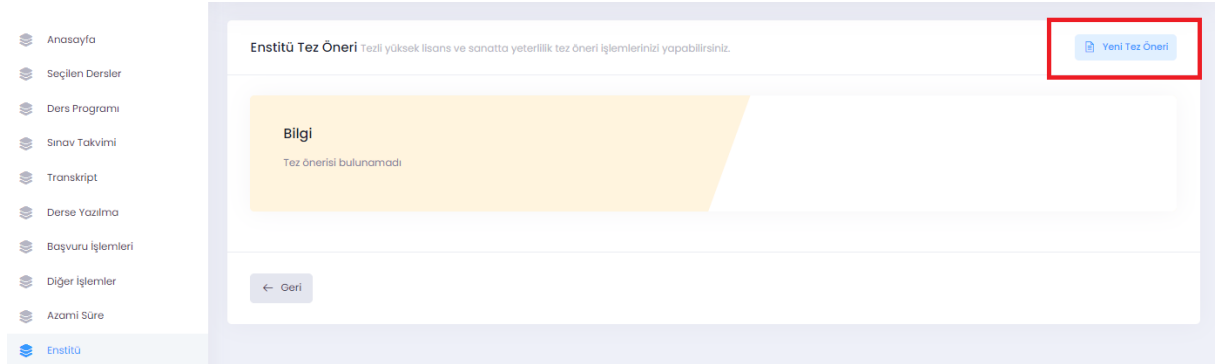 Anasayfa
Seçilen Dersler
Ders Programı
Sınav Takvimi
Transkript
Derse Yazılma
Başvuru İşlemleri
Diğer İşlemler
Azami Süre
Enstitü
Enstitü Tez Öneri Tezli yüksek lisans ve sanatta yeterlilik tez öneri işlemlerinizi yapabilirsiniz.
Yeni Tez Öneri
Bilgi
Tez önerisi bulunamadı
← Geri